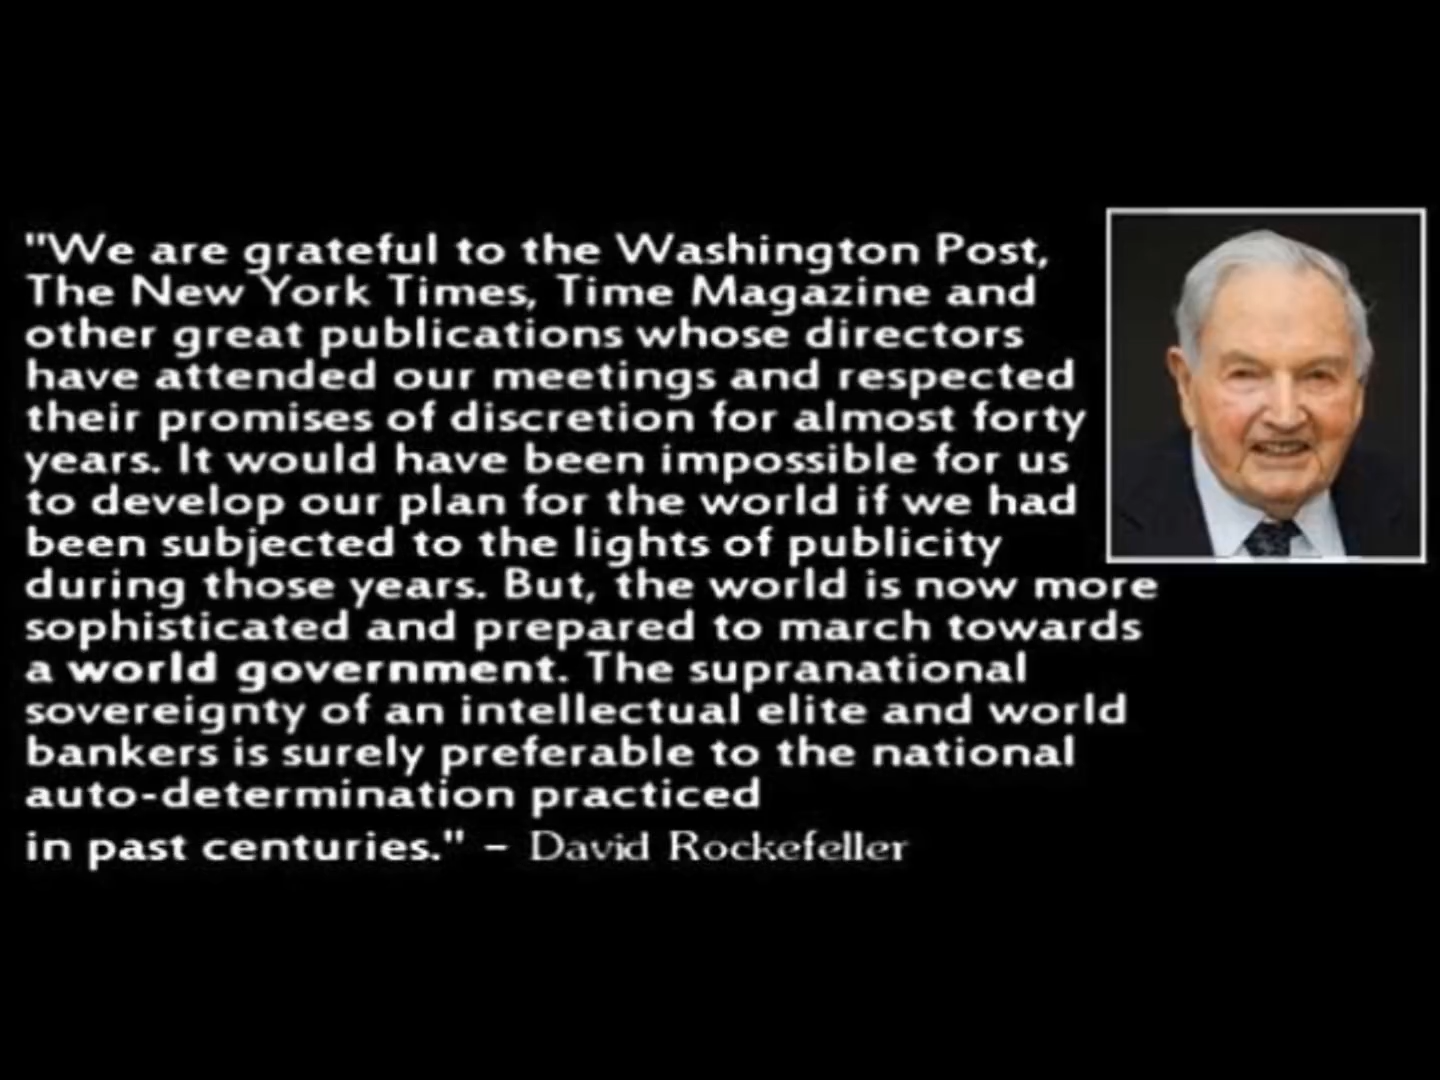 "We are grateful to the Washington Post,
The New York Times, Time Magazine and
other great publications whose directors
have attended our meetings and respected
their promises of discretion for almost forty
years. It would have been impossible for us
to develop our plan for the world if we had
been subjected to the lights of publicity
during those years. But, the world is now more
sophisticated and prepared to march towards
a world government. The supranational
sovereignty of an intellectual elite and world
bankers is surely preferable to the national
auto-determination practiced
in past centuries." - David Rockefeller